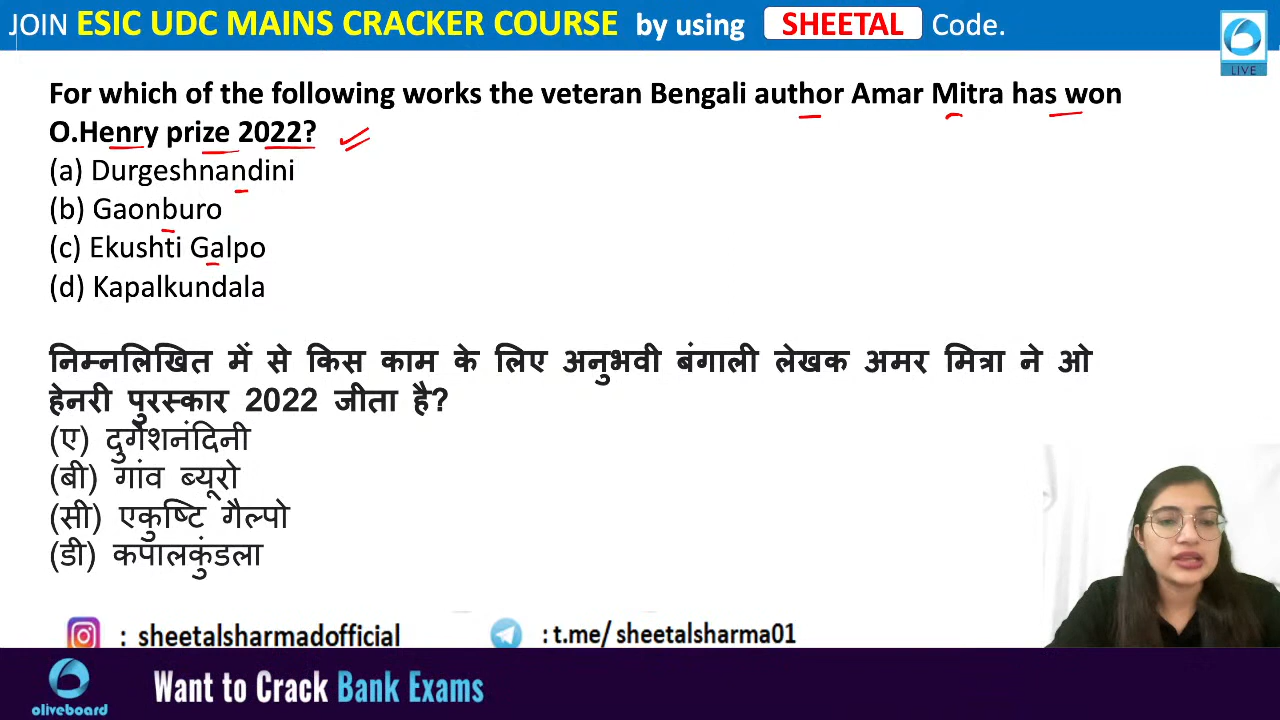 JOIN ESIC UDC MAINS CRACKER COURSE by using SHEETAL Code.
LIVE
For which of the following works the veteran Bengali author Amar Mitra has won
O.Henry prize 2022?
(a) Durgeshnandini
(b) Gaonburo
(c) Ekushti Galpo
(d) Kapalkundala
निम्नलिखित में से किस काम के लिए अनुभवी बंगाली लेखक अमर मित्रा ने ओ
हेनरी पुरस्कार 2022 जीता है?
(ए) दुर्गेशनंदिनी
(बी) गांव ब्यूरो
(सी) एकुष्टि गैल्पो
(डी) कपालकुंडला
: sheetalsharmadofficial
: t.me/ sheetalsharma01
oliveboard
Want to Crack Bank Exams